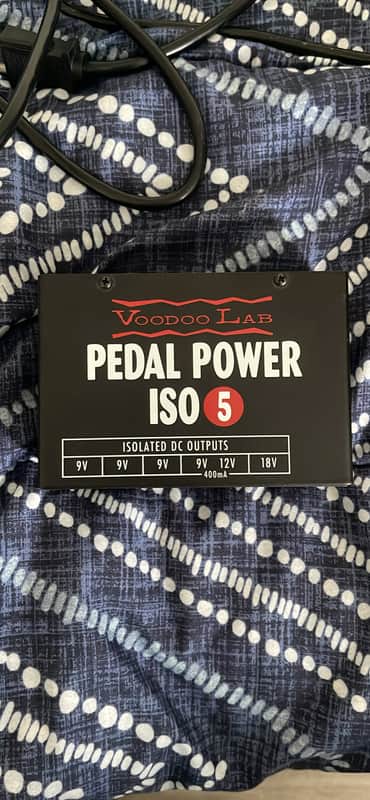 VOODOO LAB
PEDAL POWER
ISO 5
ISOLATED DC OUTPUTS
9V 9V 9V 9V 12V 18V
400mA